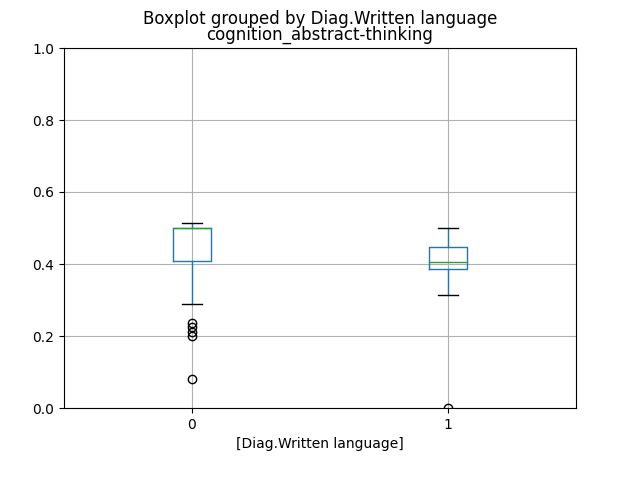 Boxplot grouped by Diag.Written language
cognition_abstract-thinking
1.0
0.8
0.6
0.4
0.2
0.0
0 1
[Diag.Written language]